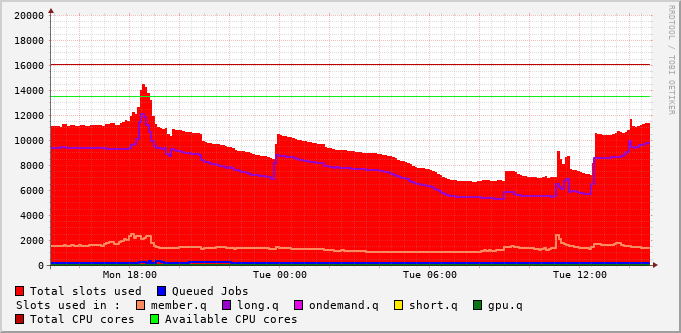 RRDTOOL / TOBI OETIKER
20000
18000
16000
14000
12000
10000
8000
6000
4000
2000
0
Mon 18:00 Tue 00:00 Tue 06:00 Tue 12:00
Total slots used Queued Jobs
Slots used in : member.q long.q ondemand.q short.q gpu.q
Total CPU cores Available CPU cores